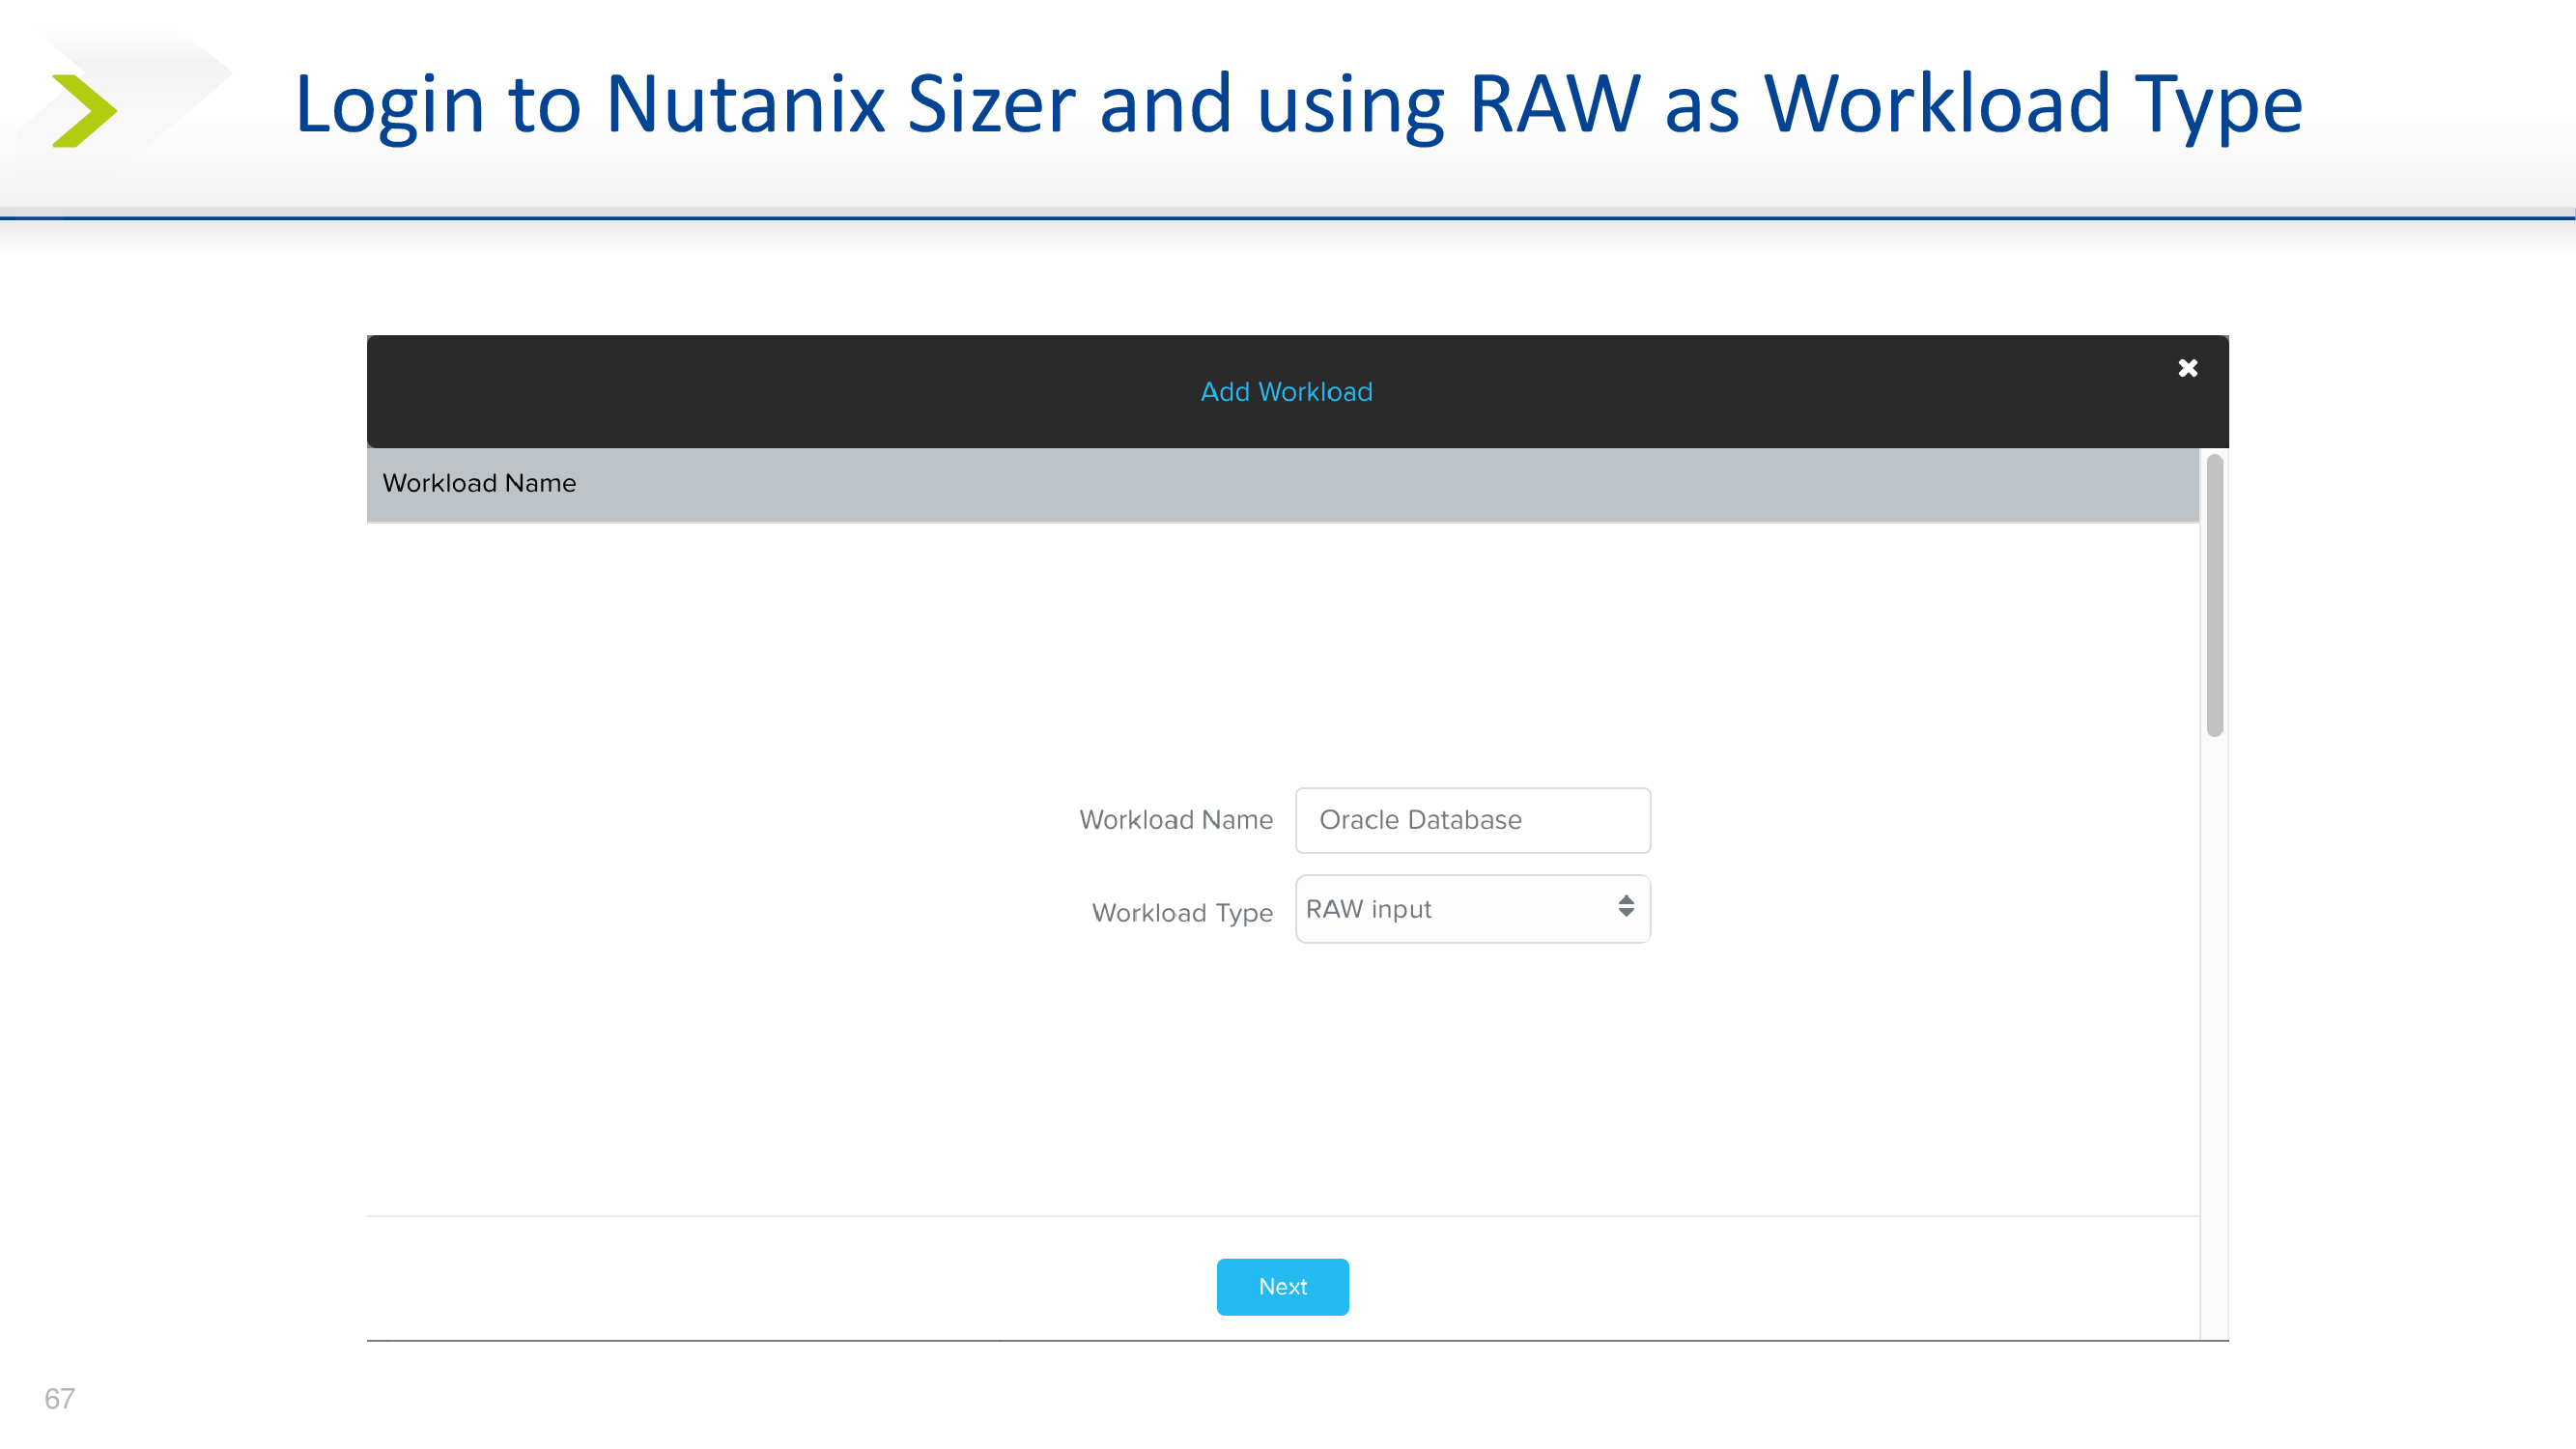 Login to Nutanix Sizer and using RAW as Workload Type
Add Workload
Workload Name
Workload Name Oracle Database
Workload Type RAW input
Next
67